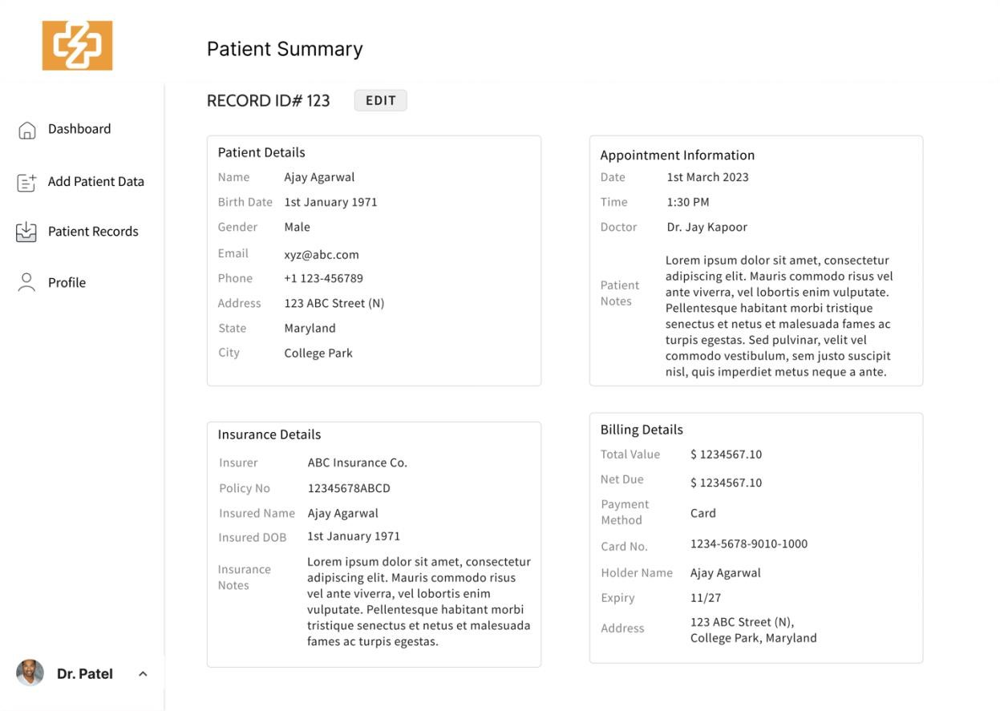 Patient Summary
RECORD ID# 123
EDIT
Dashboard
Add Patient Data
Patient Records
Profile
Dr. Patel
Patient Details
Name Ajay Agarwal
Birth Date 1st January 1971
Gender Male
Email xyz@abc.com
Phone +1 123-456789
Address 123 ABC Street (N)
State Maryland
City College Park
Appointment Information
Date 1st March 2023
Time 1:30 PM
Doctor Dr. Jay Kapoor
Patient
Notes
Lorem ipsum dolor sit amet, consectetur
adipiscing elit. Mauris commodo risus vel
ante viverra, vel lobortis enim vulputate.
Pellentesque habitant morbi tristique
senectus et netus et malesuada fames ac
turpis egestas. Sed pulvinar, velit vel
commodo vestibulum, sem justo suscipit
nisl, quis imperdiet metus neque a ante.
Insurance Details
Insurer ABC Insurance Co.
Policy No 12345678ABCD
Insured Name Ajay Agarwal
Insured DOB 1st January 1971
Insurance
Notes
Lorem ipsum dolor sit amet, consectetur
adipiscing elit. Mauris commodo risus
vel ante viverra, vel lobortis enim
vulputate. Pellentesque habitant morbi
tristique senectus et netus et malesuada
fames ac turpis egestas.
Billing Details
Total Value $ 1234567.10
Net Due $ 1234567.10
Payment
Method
Card
Card No. 1234-5678-9010-1000
Holder Name Ajay Agarwal
Expiry 11/27
Address
123 ABC Street (N),
College Park, Maryland